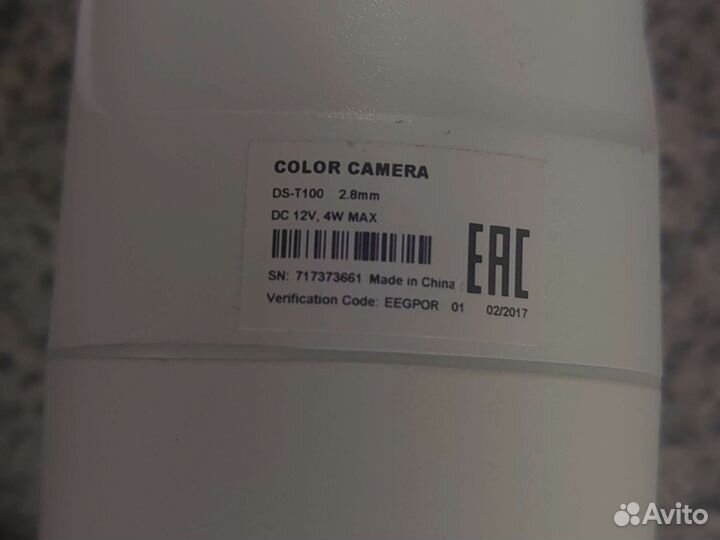 COLOR CAMERA
DS-T100 2.8mm
DC 12V, 4W MAX
SN: 717373661 Made in China
EAC
Verification Code: EEGPOR 01 02/2017
Avito